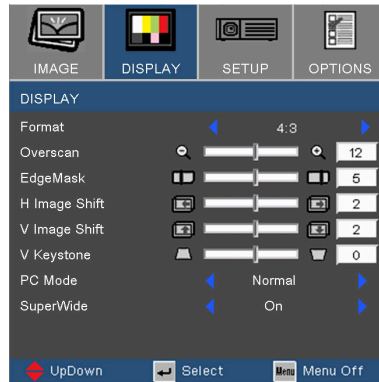 IMAGE DISPLAY SETUP OPTIONS
DISPLAY
Format 4:3
Overscan 12
EdgeMask 5
H Image Shift 2
V Image Shift 2
V Keystone 0
PC Mode Normal
SuperWide On
UpDown Select Menu Menu Off